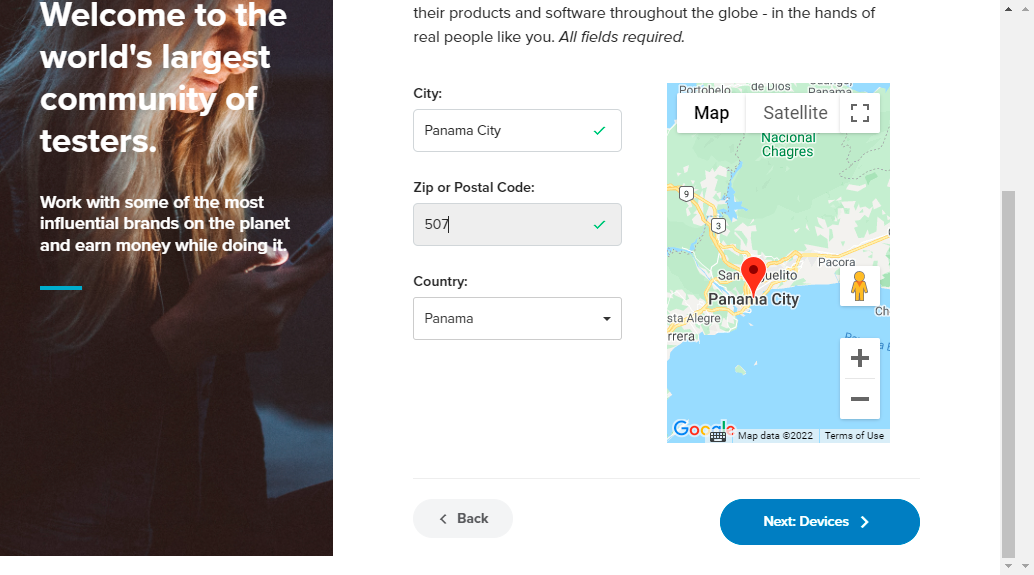 Welcome to the
world's largest
community of
testers.
Work with some of the most
influential brands on the planet
and earn money while doing it.
their products and software throughout the globe - in the hands of
real people like you. All fields required.
City:
Panama City
Zip or Postal Code:
507
Country:
Panama
Portobelo
de Dios
Panama
Map
Satellite
Nacional
Chagres
9
3
Pacora
San
uelito
Panama City
sta Alegre
rrera
Ch
Google
Map data ©2022
Terms of Use
Back
Next: Devices